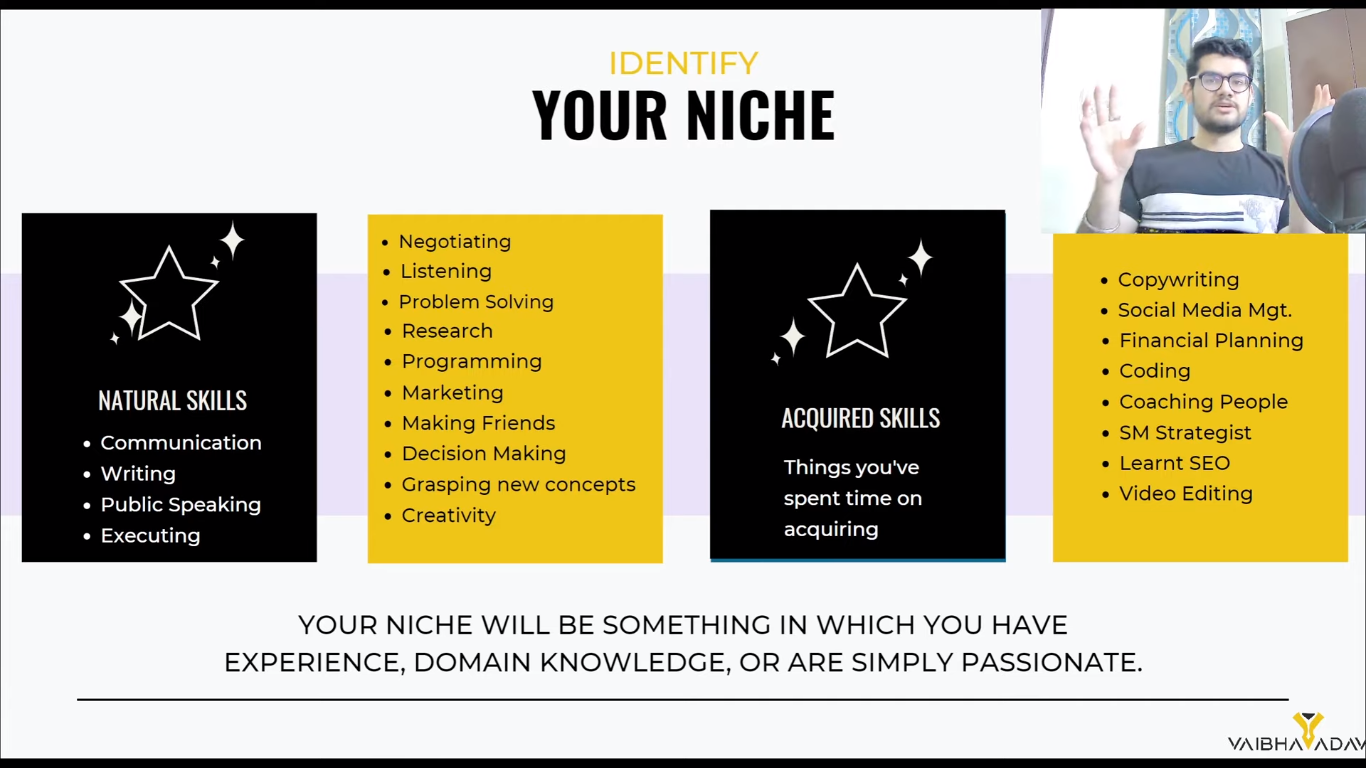 IDENTIFY
YOUR NICHE
NATURAL SKILLS
• Communication
• Writing
• Public Speaking
• Executing
• Negotiating
• Listening
• Problem Solving
• Research
• Programming
• Marketing
• Making Friends
• Decision Making
• Grasping new concepts
• Creativity
ACQUIRED SKILLS
Things you've
spent time on
acquiring
• Copywriting
• Social Media Mgt.
• Financial Planning
• Coding
• Coaching People
• SM Strategist
• Learnt SEO
• Video Editing
YOUR NICHE WILL BE SOMETHING IN WHICH YOU HAVE
EXPERIENCE, DOMAIN KNOWLEDGE, OR ARE SIMPLY PASSIONATE.
VAIBHAVYADAV